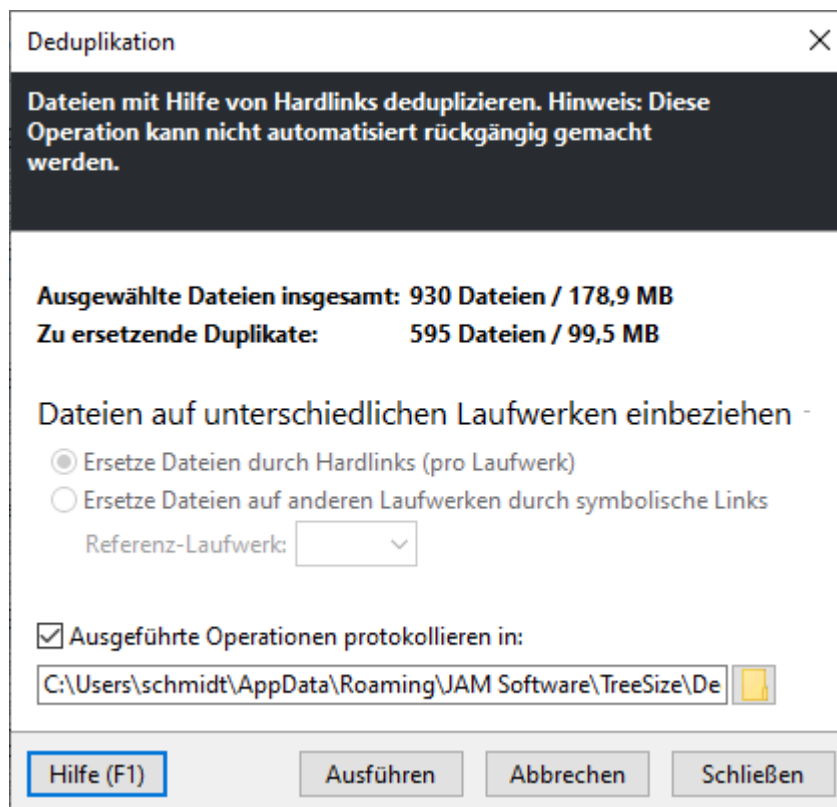 Deduplikation
Dateien mit Hilfe von Hardlinks deduplizieren. Hinweis: Diese
Operation kann nicht automatisiert rückgängig gemacht
werden.
Ausgewählte Dateien insgesamt: 930 Dateien / 178,9 MB
Zu ersetzende Duplikate: 595 Dateien / 99,5 MB
Dateien auf unterschiedlichen Laufwerken einbeziehen
Ersetze Dateien durch Hardlinks (pro Laufwerk)
Ersetze Dateien auf anderen Laufwerken durch symbolische Links
Referenz-Laufwerk:
Ausgeführte Operationen protokollieren in:
C:\Users\schmidt\AppData\Roaming\JAM Software\TreeSize\De
Hilfe (F1) Ausführen Abbrechen Schließen